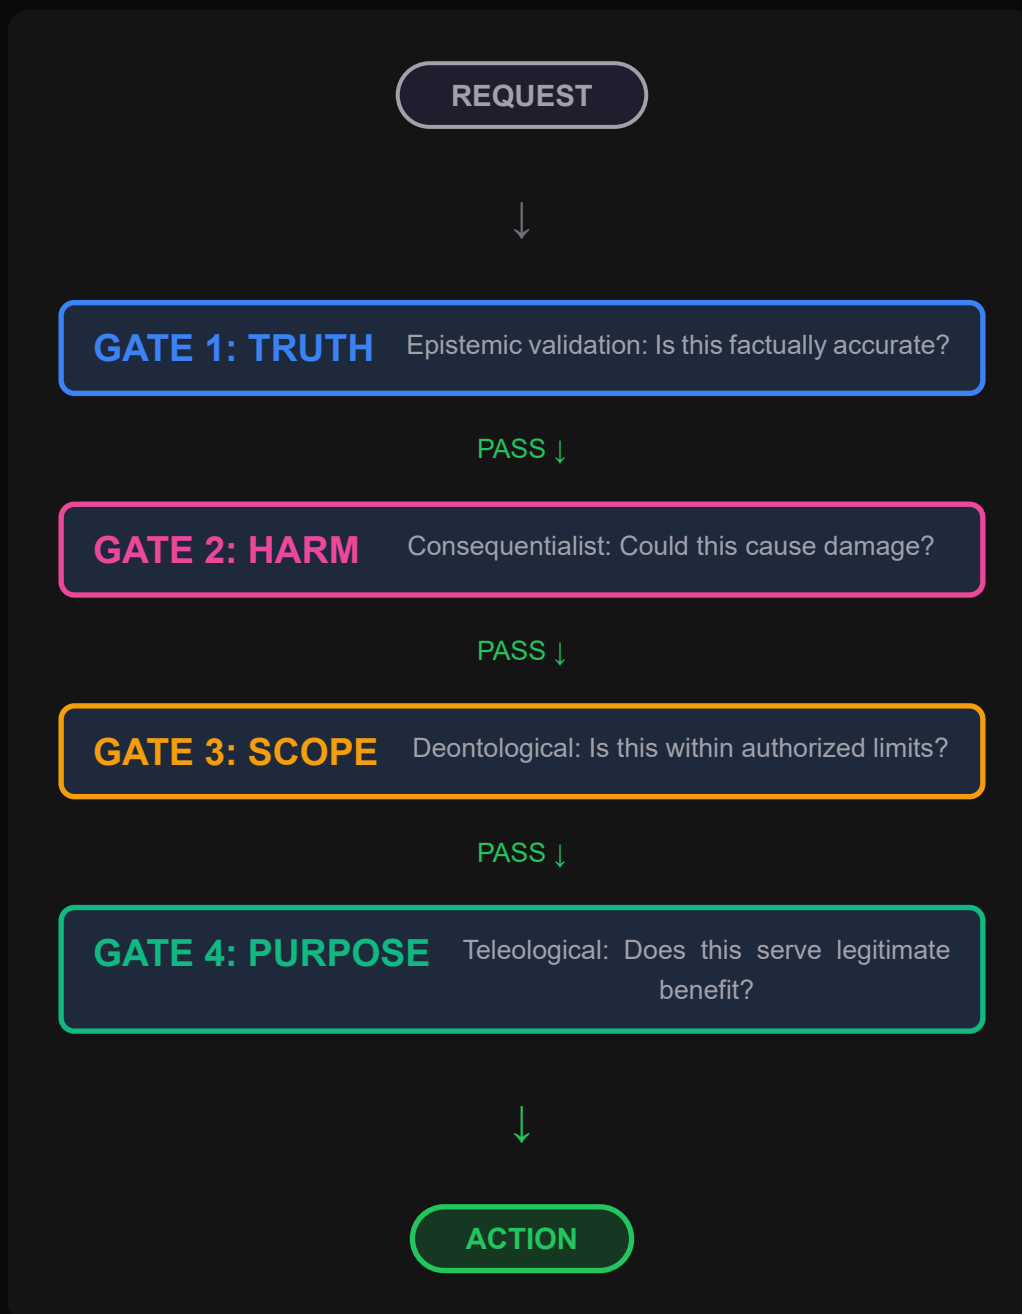 REQUEST
↓
GATE 1: TRUTH Epistemic validation: Is this factually accurate?
PASS ↓
GATE 2: HARM Consequentialist: Could this cause damage?
PASS ↓
GATE 3: SCOPE Deontological: Is this within authorized limits?
PASS ↓
GATE 4: PURPOSE Teleological: Does this serve legitimate
benefit?
↓
ACTION